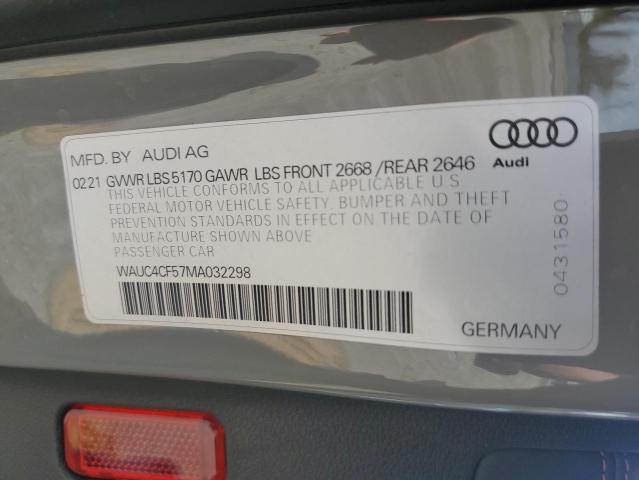 MFD. BY AUDI AG
0221 GVWR LBS 5170 GAWR LBS FRONT 2668 / REAR 2646
THIS VEHICLE CONFORMS TO ALL APPLICABLE U S
FEDERAL MOTOR VEHICLE SAFETY, BUMPER AND THEFT
PREVENTION STANDARDS IN EFFECT ON THE DATE OF
MANUFACTURE SHOWN ABOVE
PASSENGER CAR
WAUC4CF57MA032298
GERMANY
Audi
0431580